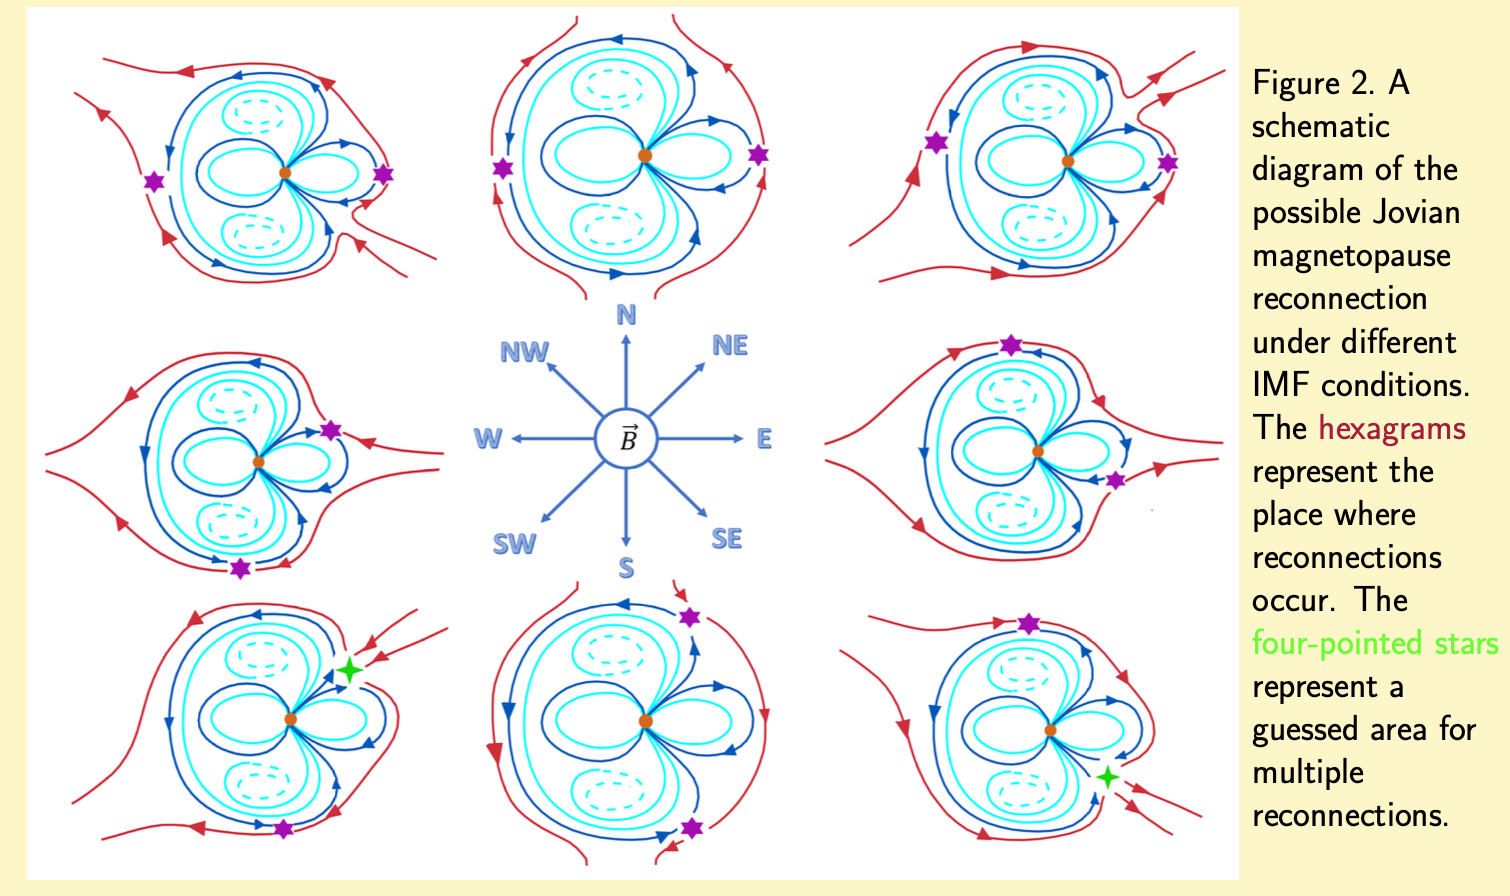 N
NW
NE
W
B
E
SW
SE
S
Figure 2. A
schematic
diagram of the
possible Jovian
magnetopause
reconnection
under different
IMF conditions.
The hexagrams
represent the
place where
reconnections
occur. The
four-pointed stars
represent a
guessed area for
multiple
reconnections.